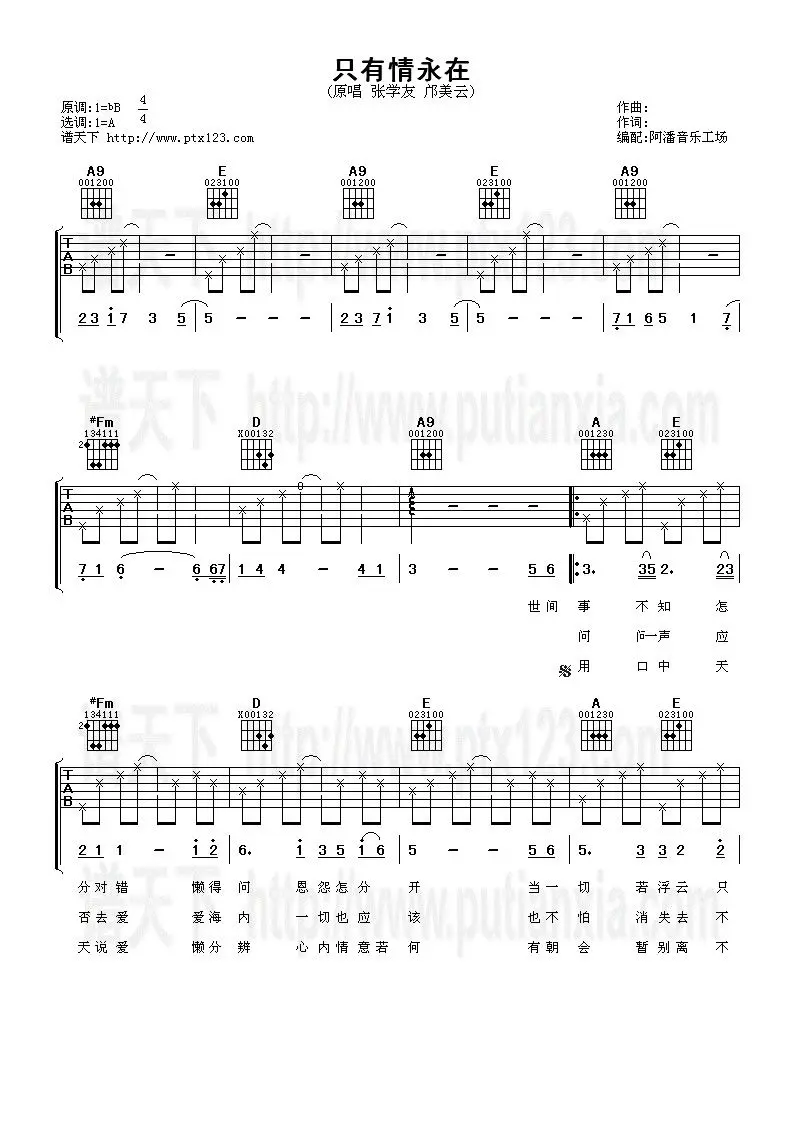 只有情永在
(原唱 张学友 邝美云)
原调:1=bB 4/4
作曲:
选调:1=A
作词:
谱天下 http://www.ptx123.com
编配:阿潘音乐工场
A9 E A9 E A9
001200 023100 001200 023100 001200
TAB
23 1 7 3 5 | 5 - - - | 23 7 1 3 5 | 5 - - - | 7 1 6 5 1 7
谱天下 http://www.putianxia.com
#Fm D A9 A E
2 134111 X00132 001200 001230 023100
TAB
7 1 6 - 6 67 | 1 4 4 - 4 1 | 3 - - 5 6 |: 3. 35 2. 23
世间 事 不 知 怎
问 问一声 应
用 口 中 天
#Fm D E A E
2 134111 X00132 023100 001230 023100
TAB
2 1 1 - 1 2 | 6. 1 3 5 1 6 | 5 - - 5 6 | 5. 3 3 2 2
分对 错 懒得 问 恩 怨怎分 开 当一 切 若浮云 只
否去 爱 爱海 内 一 切也应 该 也不 怕 消失去 不
天说 爱 懒分 辨 心 内情意若 何 有朝 会 暂别离 不